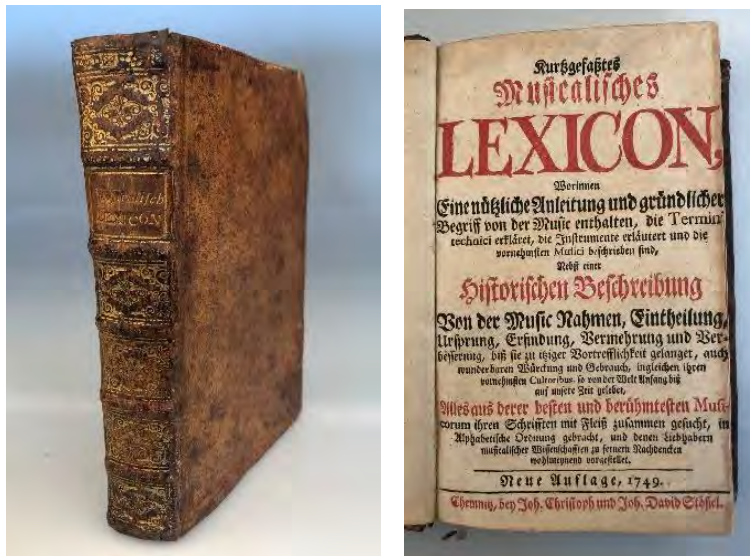 Musicalisch
LEXICON
Kurtzgefaßtes
Musicalisches
LEXICON,
Worinnen
Eine nützliche Anleitung und gründlicher
Begriff von der Music enthalten, die Termini
technici erkläret, die Instrumente erläutert und die
vornehmsten Musici beschrieben sind,
Nebst einer
Historischen Beschreibung
Von der Music Nahmen, Eintheilung,
Ursprung, Erfindung, Vermehrung und Ver-
besserung, biß sie zu itziger Vortrefflichkeit gelanget, auch
wunderbaren Würckung und Gebrauch, ingleichen ihren
vornehmsten Cultoribus, so von der Welt Anfang biß
auf unsere Zeit gelebet,
Alles aus derer besten und berühmtesten Musi-
corum ihren Schrifften mit Fleiß zusammen gesucht, in
Alphabetische Ordnung gebracht, und denen Liebhabern
musicalischer Wissenschafften zu fernern Nachdencken
wohlmeynend vorgestellet.
Neue Auflage, 1749.
Chemnitz, bey Joh. Christoph und Joh. David Stößel.